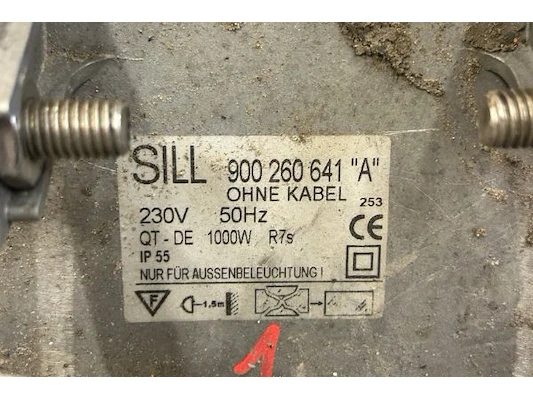 SILL 900 260 641 "A"
OHNE KABEL 253
230V 50Hz
QT - DE 1000W R7s
IP 55
NUR FÜR AUSSENBELEUCHTUNG !
CE
F 1,5m
1